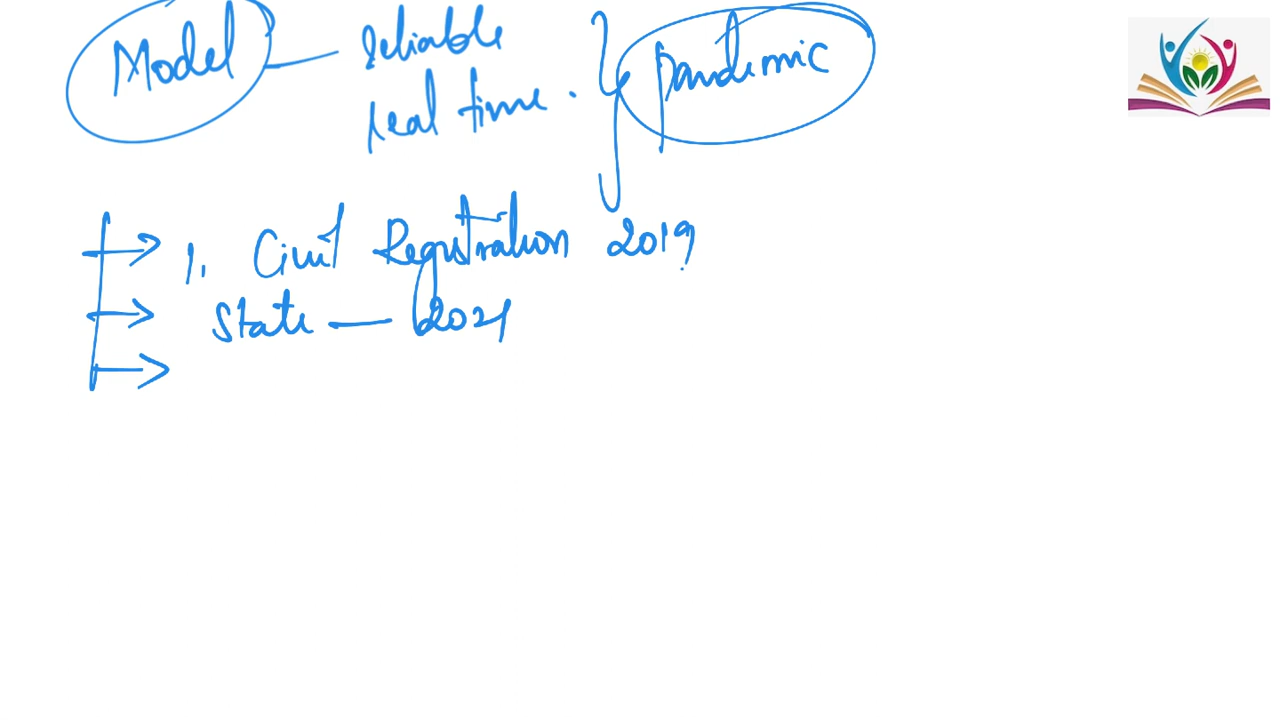 Model — reliable
real time. } pandemic
→ 1. Civil Registration 2019
→ State — 2021
→